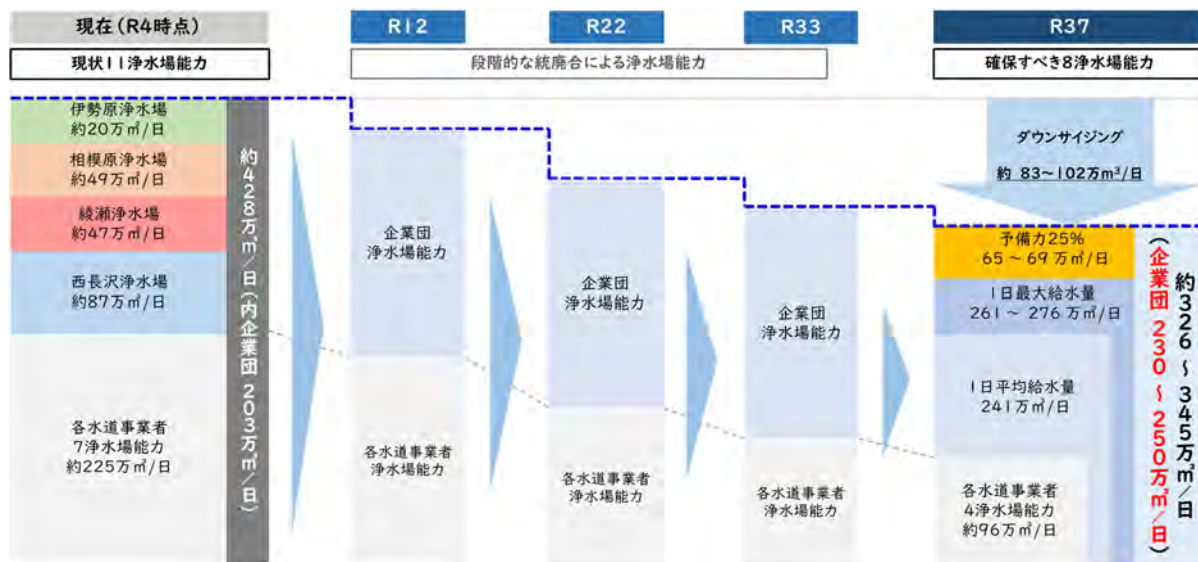 現在(R4時点)
現状11浄水場能力
伊勢原浄水場
約20万㎥/日
相模原浄水場
約49万㎥/日
綾瀬浄水場
約47万㎥/日
西長沢浄水場
約87万㎥/日
各水道事業者
7浄水場能力
約225万㎥/日
約428万㎥/日(内企業団 203万㎥/日)
R12
R22
R33
段階的な統廃合による浄水場能力
企業団
浄水場能力
各水道事業者
浄水場能力
企業団
浄水場能力
各水道事業者
浄水場能力
企業団
浄水場能力
各水道事業者
浄水場能力
R37
確保すべき8浄水場能力
ダウンサイジング
約 83~102万m³/日
予備力25%
65 ~ 69 万㎥/日
1日最大給水量
261~ 276 万㎥/日
1日平均給水量
241万㎥/日
各水道事業者
4浄水場能力
約96万㎥/日
約326 ~ 345万㎥/日
(企業団 230 ~ 250万㎥/日)